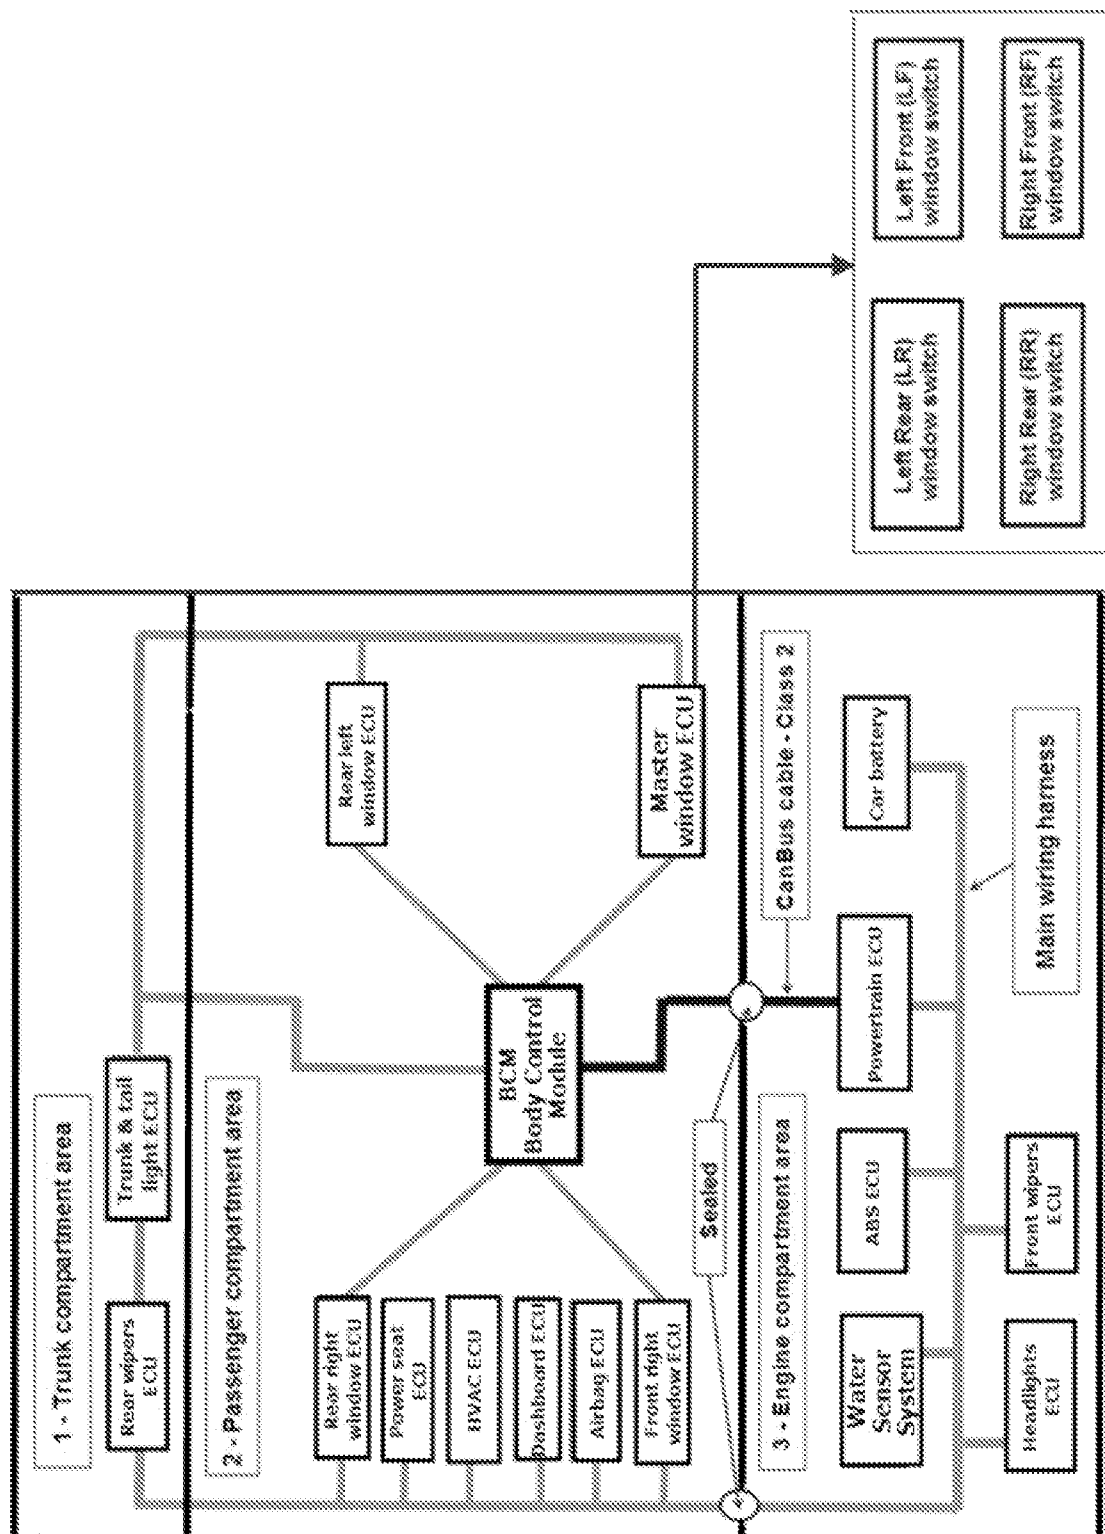 1 - Trunk compartment area
Rear wipers
ECU
Trunk & tail
light ECU
2 - Passenger compartment area
Rear right
window ECU
Power seat
ECU
HVAC ECU
Dashboard ECU
Airbag ECU
Front right
window ECU
BCM
Body Control
Module
Rear left
window ECU
Master
window ECU
Sealed
3 - Engine compartment area
CanBus cable - Class 2
Water
Sensor
System
ABS ECU
Powertrain ECU
Car battery
Headlights
ECU
Front wipers
ECU
Main wiring harness
Left Rear (LR)
window switch
Left Front (LF)
window switch
Right Rear (RR)
window switch
Right Front (RF)
window switch